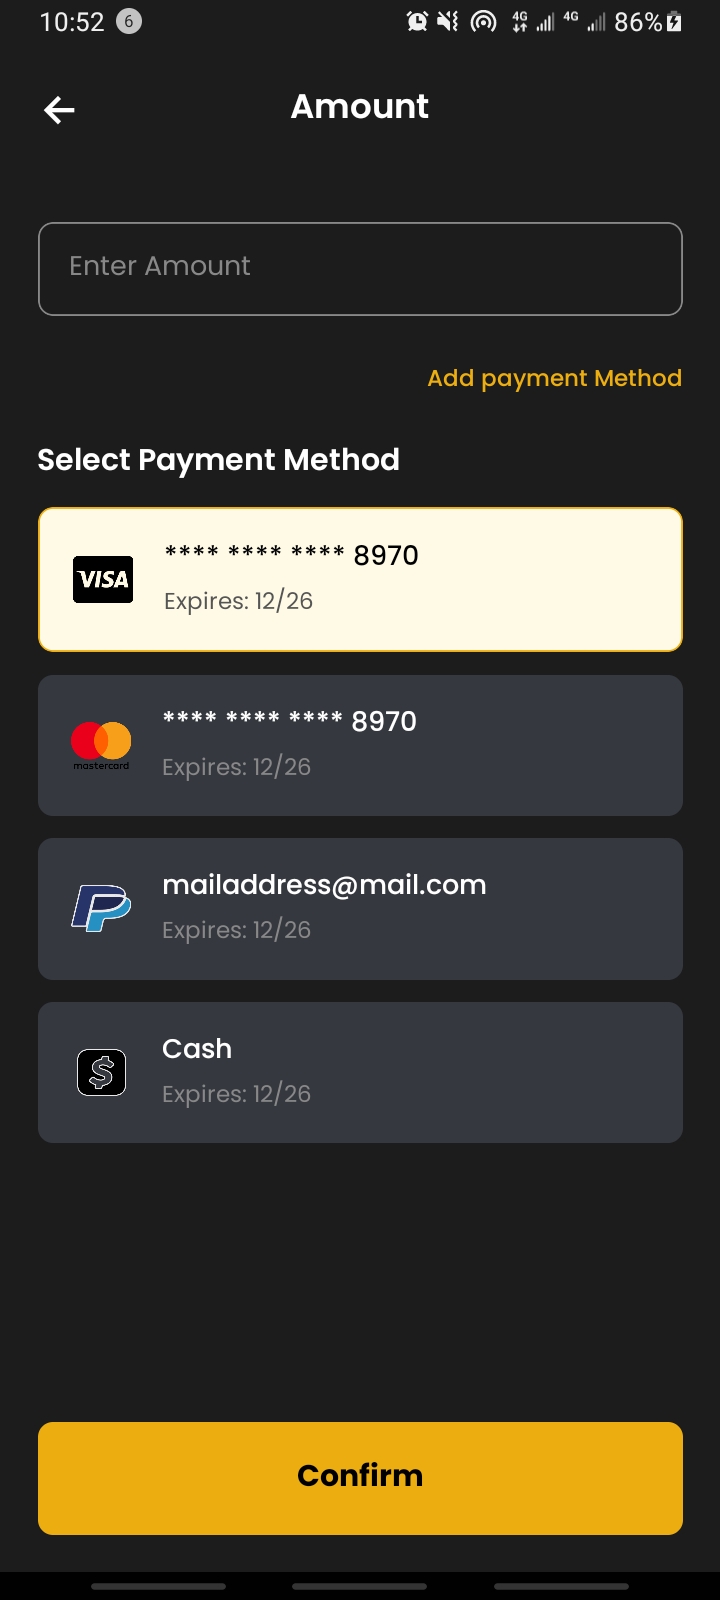 10:52 6 4G 4G 86%
Amount
Enter Amount
Add payment Method
Select Payment Method
VISA **** **** **** 8970
Expires: 12/26
**** **** **** 8970
mastercard
Expires: 12/26
mailaddress@mail.com
Expires: 12/26
Cash
$
Expires: 12/26
Confirm